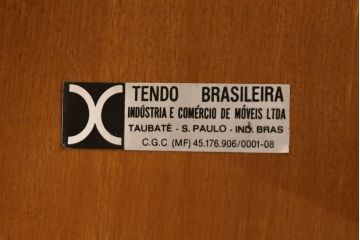 TENDO BRASILEIRA
INDÚSTRIA E COMÉRCIO DE MÓVEIS LTDA
TAUBATÉ - S. PAULO - IND. BRAS
C.G.C (MF) 45.176.906/0001-08